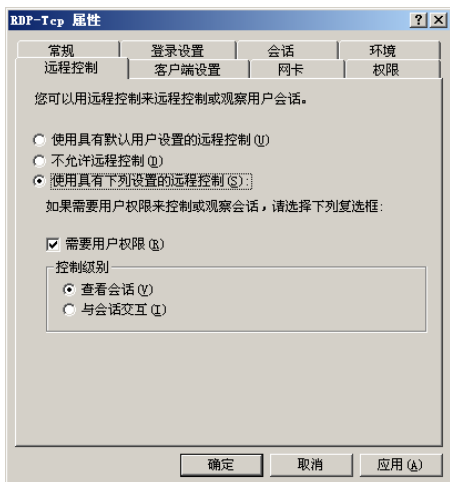 RDP-Tcp 属性
常规 登录设置 会话 环境
远程控制 客户端设置 网卡 权限
您可以用远程控制来远程控制或观察用户会话。
使用具有默认用户设置的远程控制(U)
不允许远程控制(D)
使用具有下列设置的远程控制(S):
如果需要用户权限来控制或观察会话，请选择下列复选框:
需要用户权限(R)
控制级别
查看会话(V)
与会话交互(I)
确定 取消 应用(A)